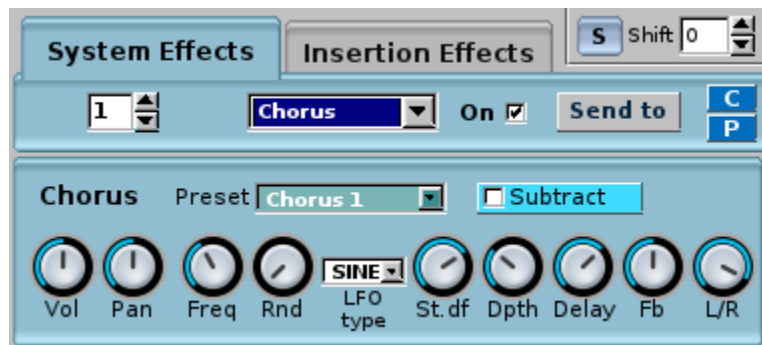 System Effects
Insertion Effects
S Shift 0
1 Chorus On Send to C
P
Chorus Preset Chorus 1 Subtract
SINE
Vol Pan Freq Rnd LFO type St.df Dpth Delay Fb L/R